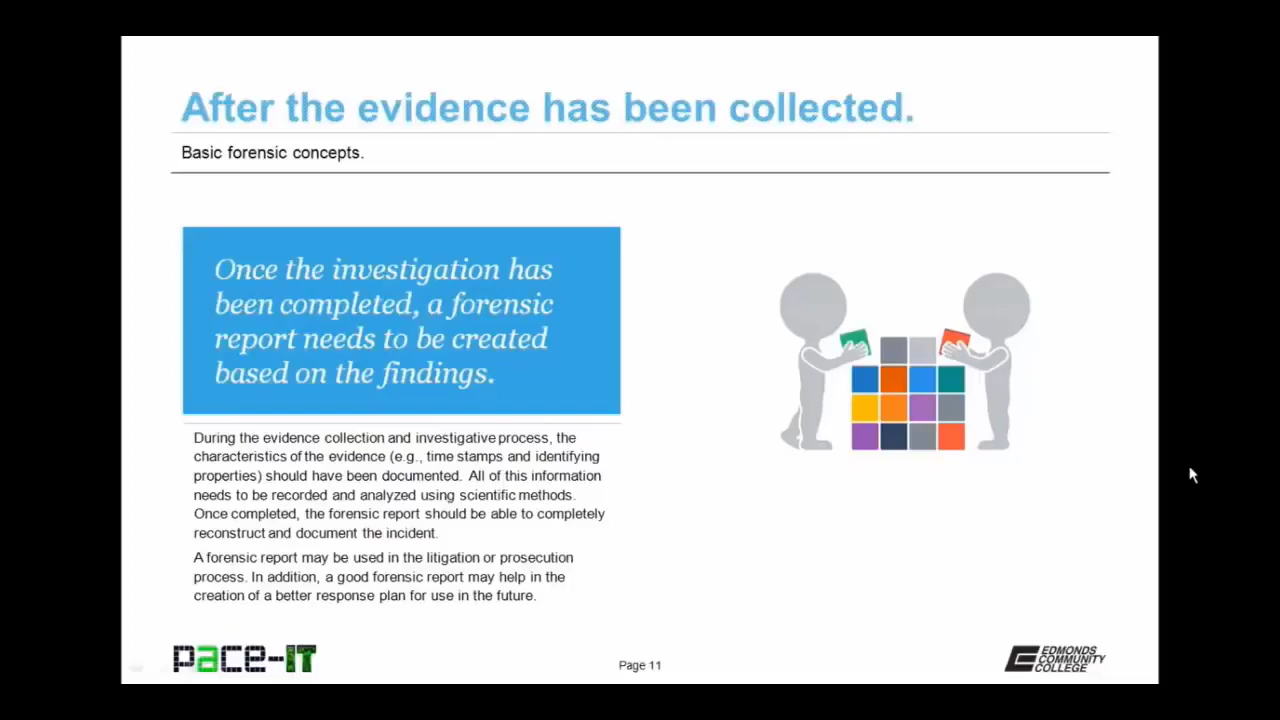 After the evidence has been collected.
Basic forensic concepts.
Once the investigation has
been completed, a forensic
report needs to be created
based on the findings.
During the evidence collection and investigative process, the
characteristics of the evidence (e.g., time stamps and identifying
properties) should have been documented. All of this information
needs to be recorded and analyzed using scientific methods.
Once completed, the forensic report should be able to completely
reconstruct and document the incident.
A forensic report may be used in the litigation or prosecution
process. In addition, a good forensic report may help in the
creation of a better response plan for use in the future.
pace-IT
Page 11
EDMONDS
COMMUNITY
COLLEGE